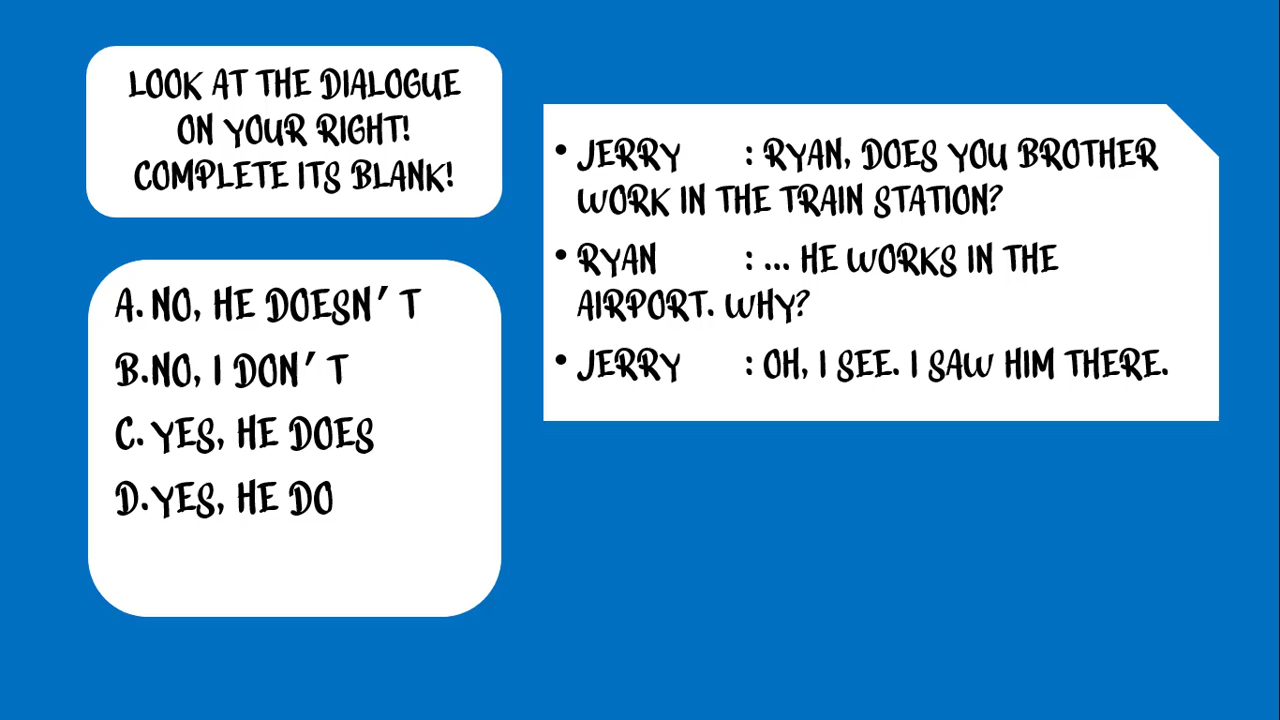 LOOK AT THE DIALOGUE
ON YOUR RIGHT!
COMPLETE ITS BLANK!
A. NO, HE DOESN' T
B.NO, I DON' T
C. YES, HE DOES
D.YES, HE DO
• JERRY : RYAN, DOES YOU BROTHER
WORK IN THE TRAIN STATION?
• RYAN : ... HE WORKS IN THE
AIRPORT. WHY?
• JERRY : OH, I SEE. I SAW HIM THERE.